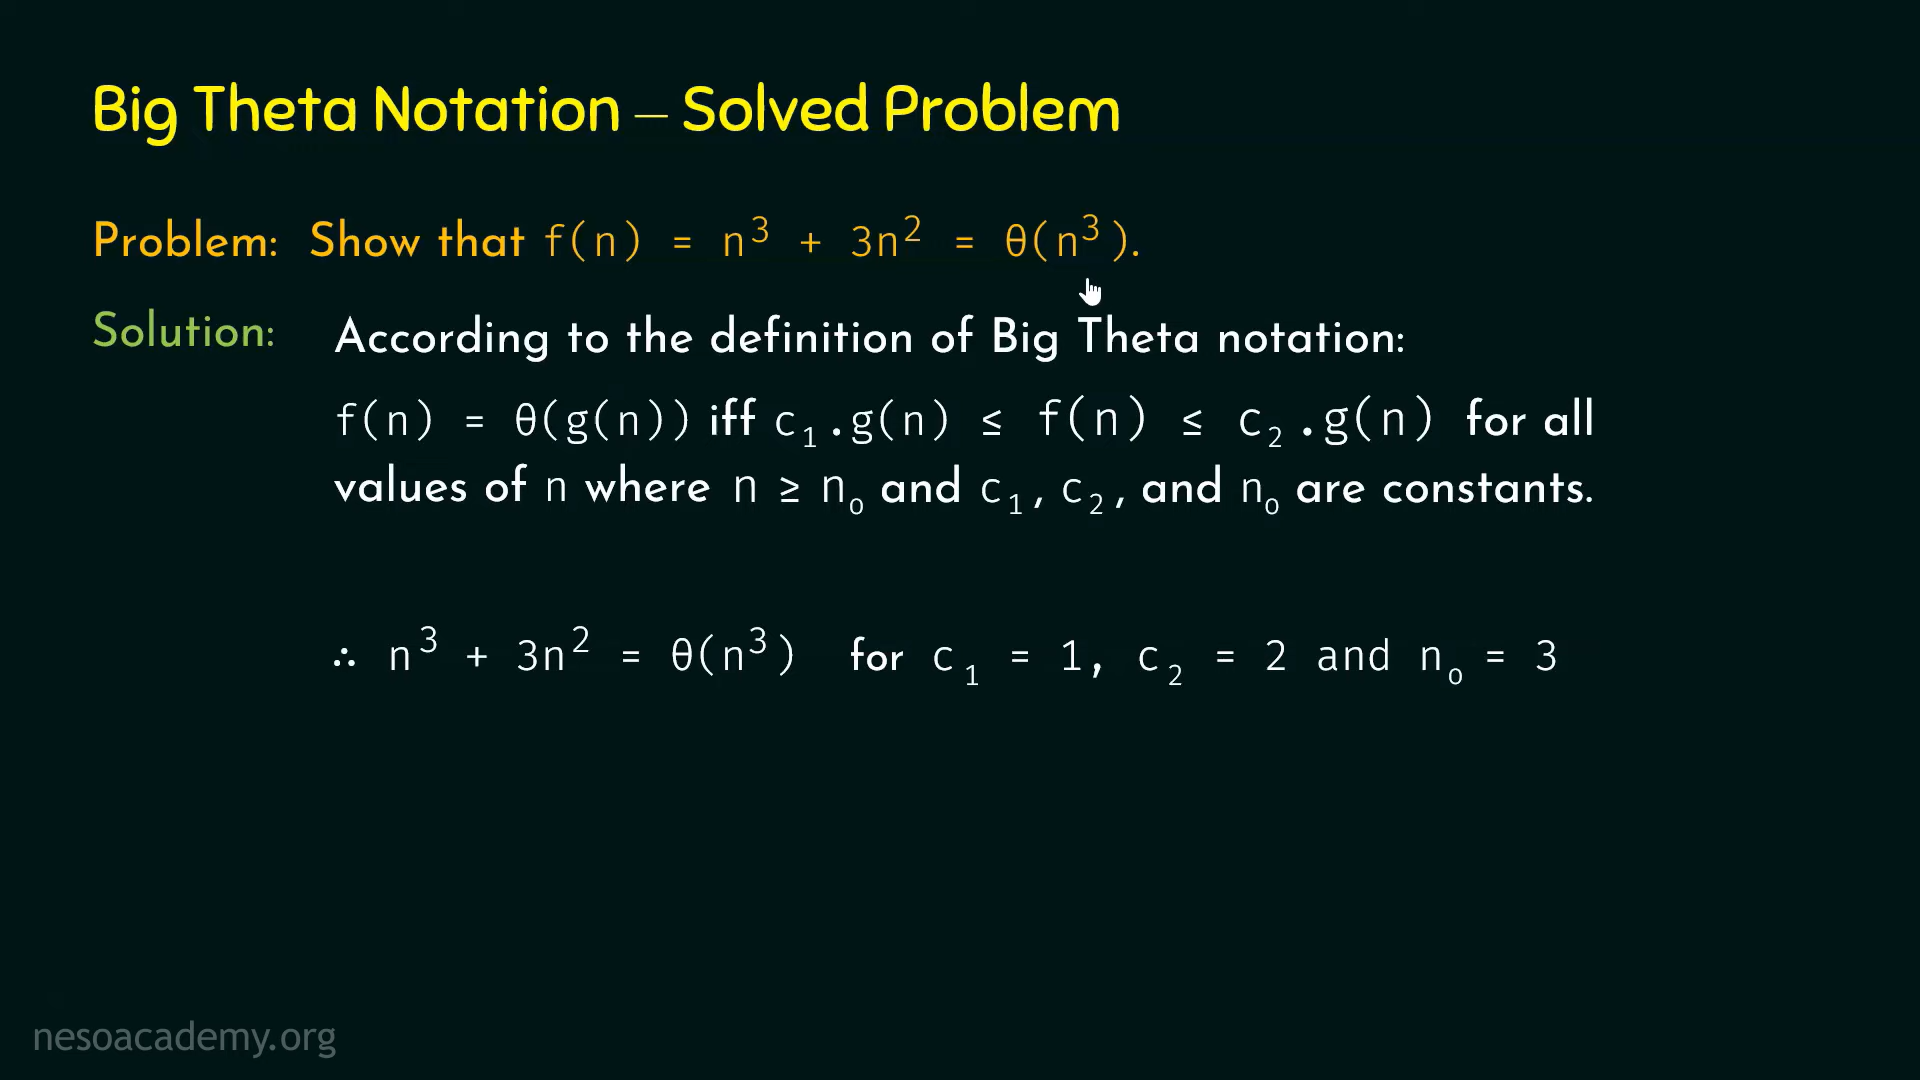 Big Theta Notation – Solved Problem
Problem: Show that f(n) = n³ + 3n² = θ(n³).
Solution: According to the definition of Big Theta notation:
f(n) = θ(g(n)) iff c₁.g(n) ≤ f(n) ≤ c₂.g(n) for all
values of n where n ≥ n₀ and c₁, c₂, and n₀ are constants.
∴ n³ + 3n² = θ(n³) for c₁ = 1, c₂ = 2 and n₀ = 3
nesoacademy.org